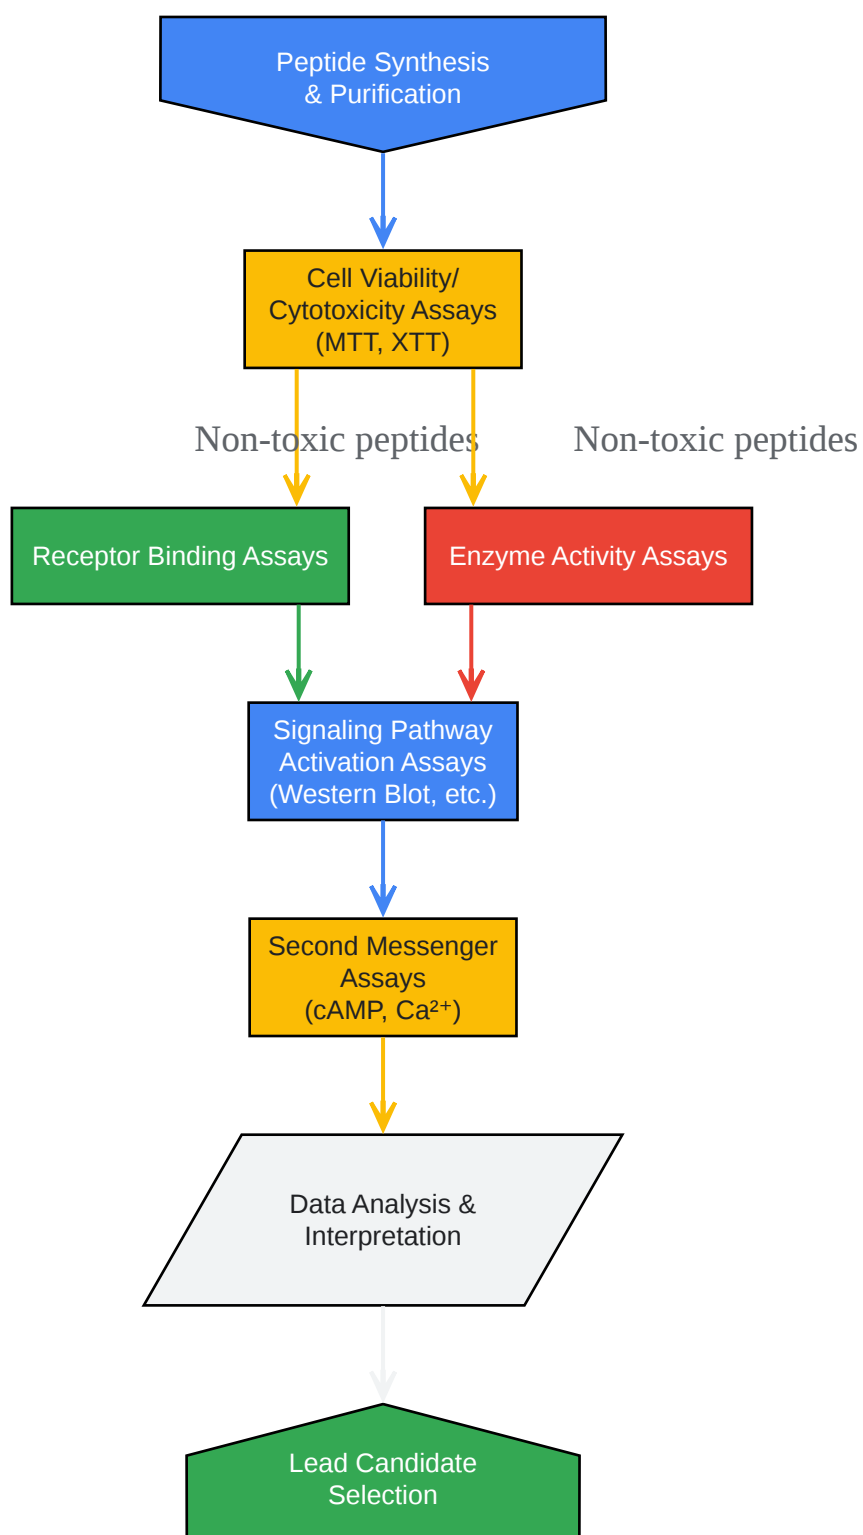 Peptide Synthesis
& Purification
Cell Viability/
Cytotoxicity Assays
(MTT, XTT)
Non-toxic peptides
Non-toxic peptides
Receptor Binding Assays
Enzyme Activity Assays
Signaling Pathway
Activation Assays
(Western Blot, etc.)
Second Messenger
Assays
(cAMP, Ca²⁺)
Data Analysis &
Interpretation
Lead Candidate
Selection